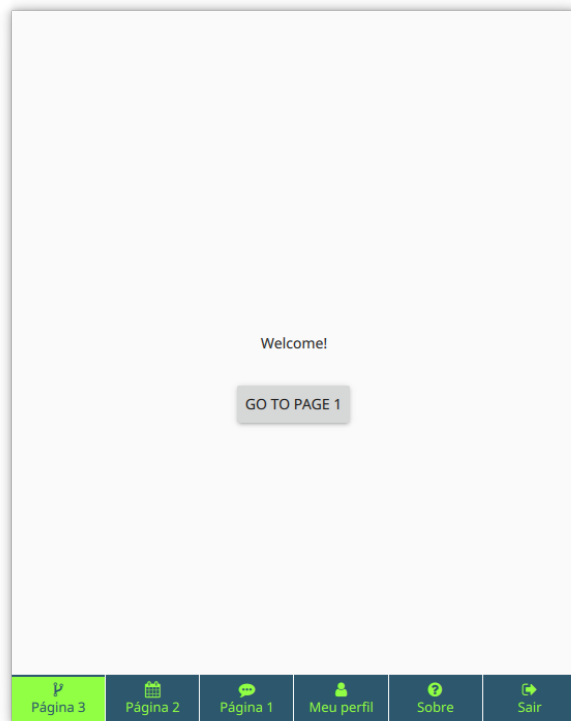 Welcome!
GO TO PAGE 1
Página 3
Página 2
Página 1
Meu perfil
Sobre
Sair